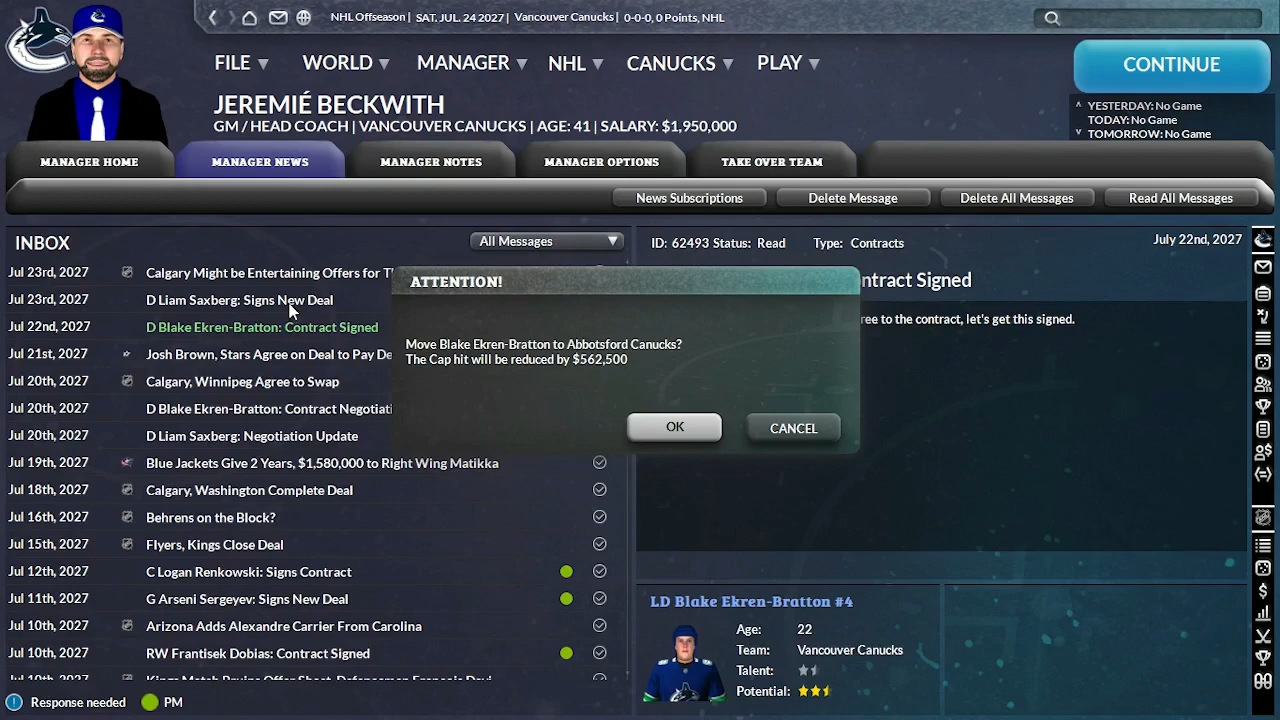 NHL Offseason | SAT. JUL. 24 2027 | Vancouver Canucks | 0-0-0, 0 Points, NHL
FILE WORLD MANAGER NHL CANUCKS PLAY
CONTINUE
JEREMIÉ BECKWITH
GM / HEAD COACH | VANCOUVER CANUCKS | AGE: 41 | SALARY: $1,950,000
YESTERDAY: No Game
TODAY: No Game
TOMORROW: No Game
MANAGER HOME MANAGER NEWS MANAGER NOTES MANAGER OPTIONS TAKE OVER TEAM
News Subscriptions Delete Message Delete All Messages Read All Messages
INBOX All Messages
ID: 62493 Status: Read Type: Contracts July 22nd, 2027
Jul 23rd, 2027 Calgary Might be Entertaining Offers for
Jul 23rd, 2027 D Liam Saxberg: Signs New Deal
Jul 22nd, 2027 D Blake Ekren-Bratton: Contract Signed
Jul 21st, 2027 Josh Brown, Stars Agree on Deal to Pay
Jul 20th, 2027 Calgary, Winnipeg Agree to Swap
Jul 20th, 2027 D Blake Ekren-Bratton: Contract Negotiati
Jul 20th, 2027 D Liam Saxberg: Negotiation Update
Jul 19th, 2027 Blue Jackets Give 2 Years, $1,580,000 to Right Wing Matikka
Jul 18th, 2027 Calgary, Washington Complete Deal
Jul 16th, 2027 Behrens on the Block?
Jul 15th, 2027 Flyers, Kings Close Deal
Jul 12th, 2027 C Logan Renkowski: Signs Contract
Jul 11th, 2027 G Arseni Sergeyev: Signs New Deal
Jul 10th, 2027 Arizona Adds Alexandre Carrier From Carolina
Jul 10th, 2027 RW Frantisek Dobias: Contract Signed
Response needed PM
ATTENTION!
Move Blake Ekren-Bratton to Abbotsford Canucks?
The Cap hit will be reduced by $562,500
OK CANCEL
ntract Signed
ree to the contract, let's get this signed.
LD Blake Ekren-Bratton #4
Age: 22
Team: Vancouver Canucks
Talent:
Potential: